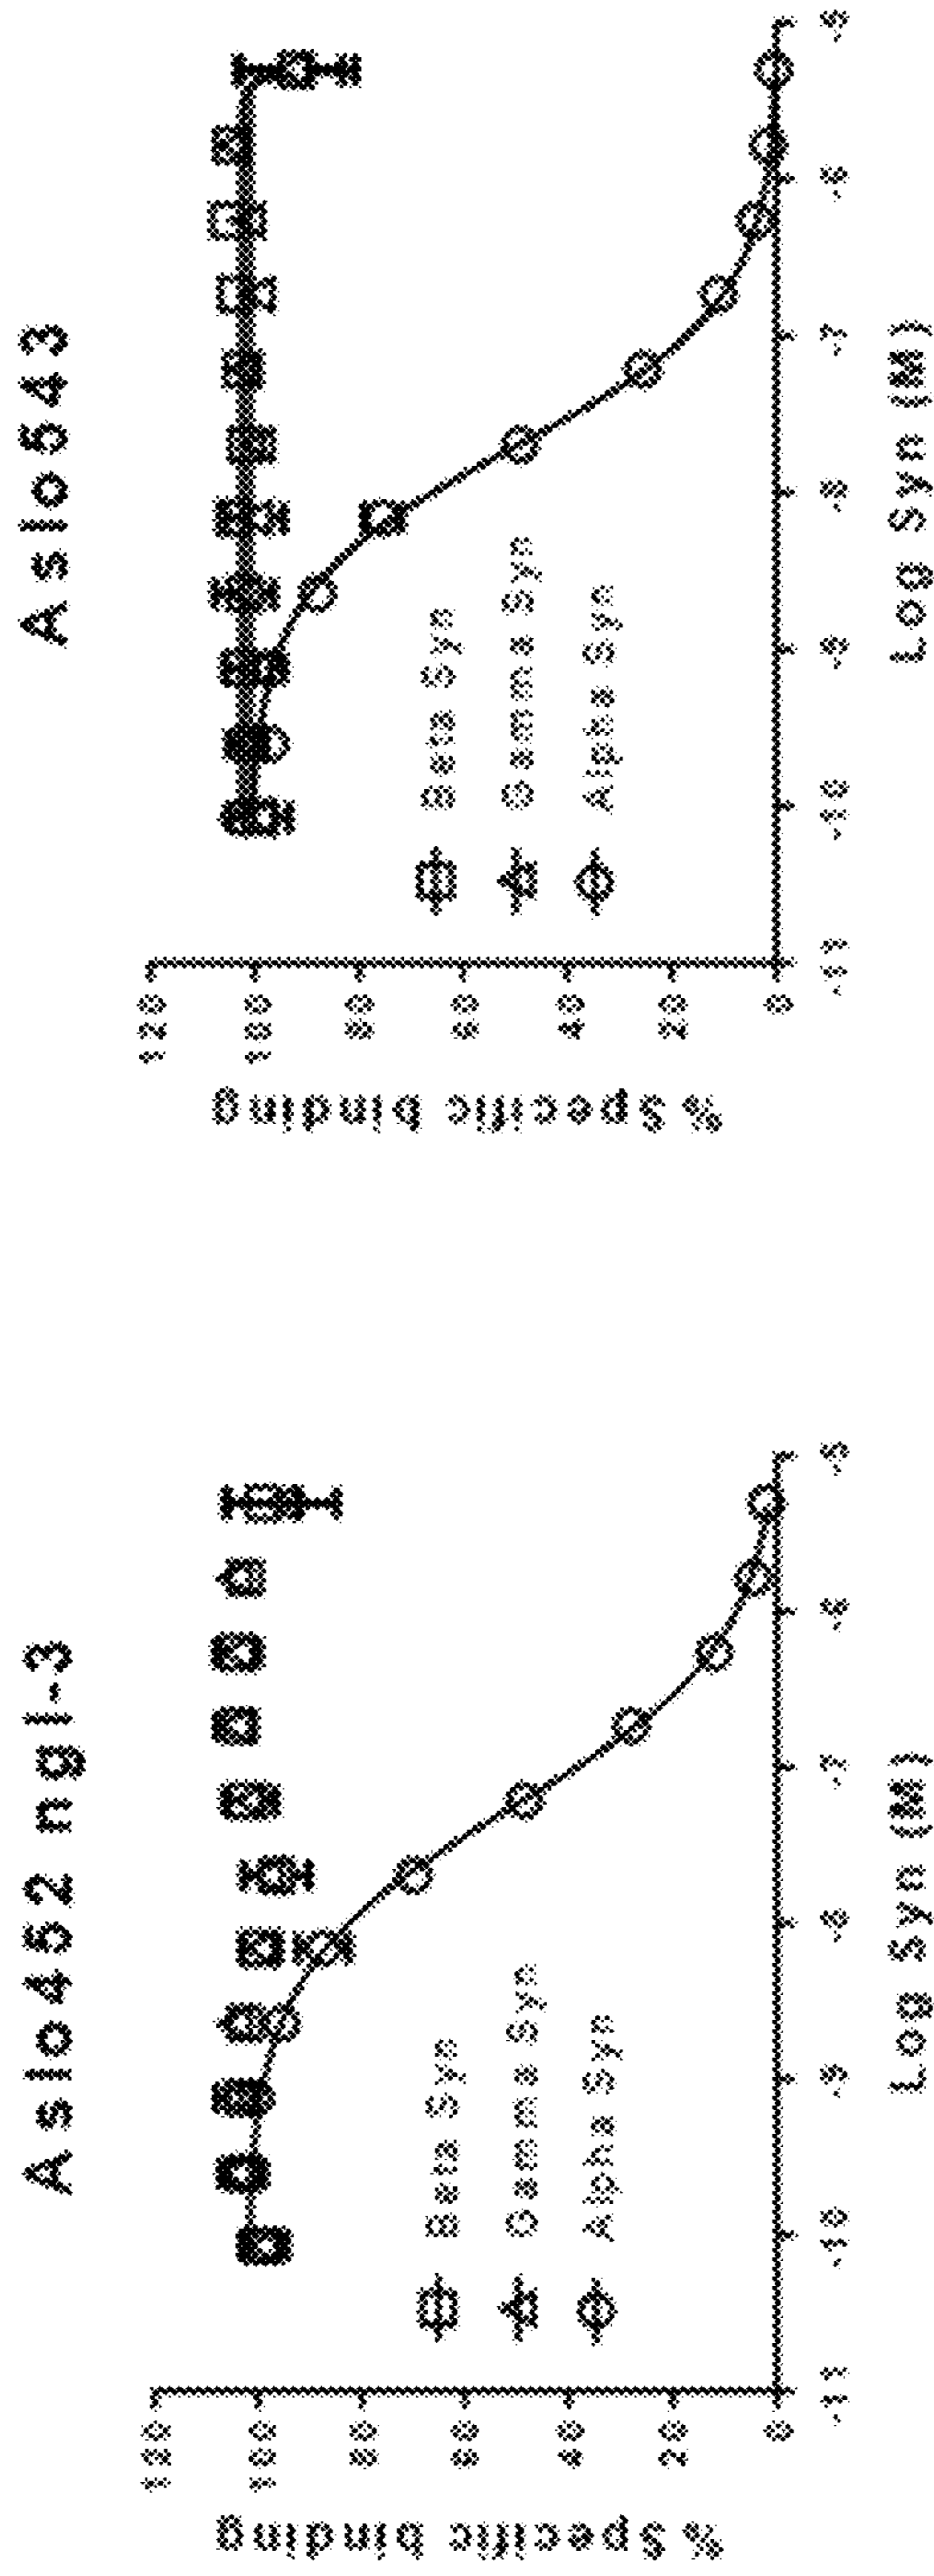 Aslo452 ngl-3
% Specific binding
120
100
80
60
40
20
0
Beta Syn
Gamma Syn
Alpha Syn
-11
-10
-9
-8
-7
-6
-5
Log Syn (M)
Aslo543
% Specific binding
120
100
80
60
40
20
0
Beta Syn
Gamma Syn
Alpha Syn
-11
-10
-9
-8
-7
-6
-5
Log Syn (M)